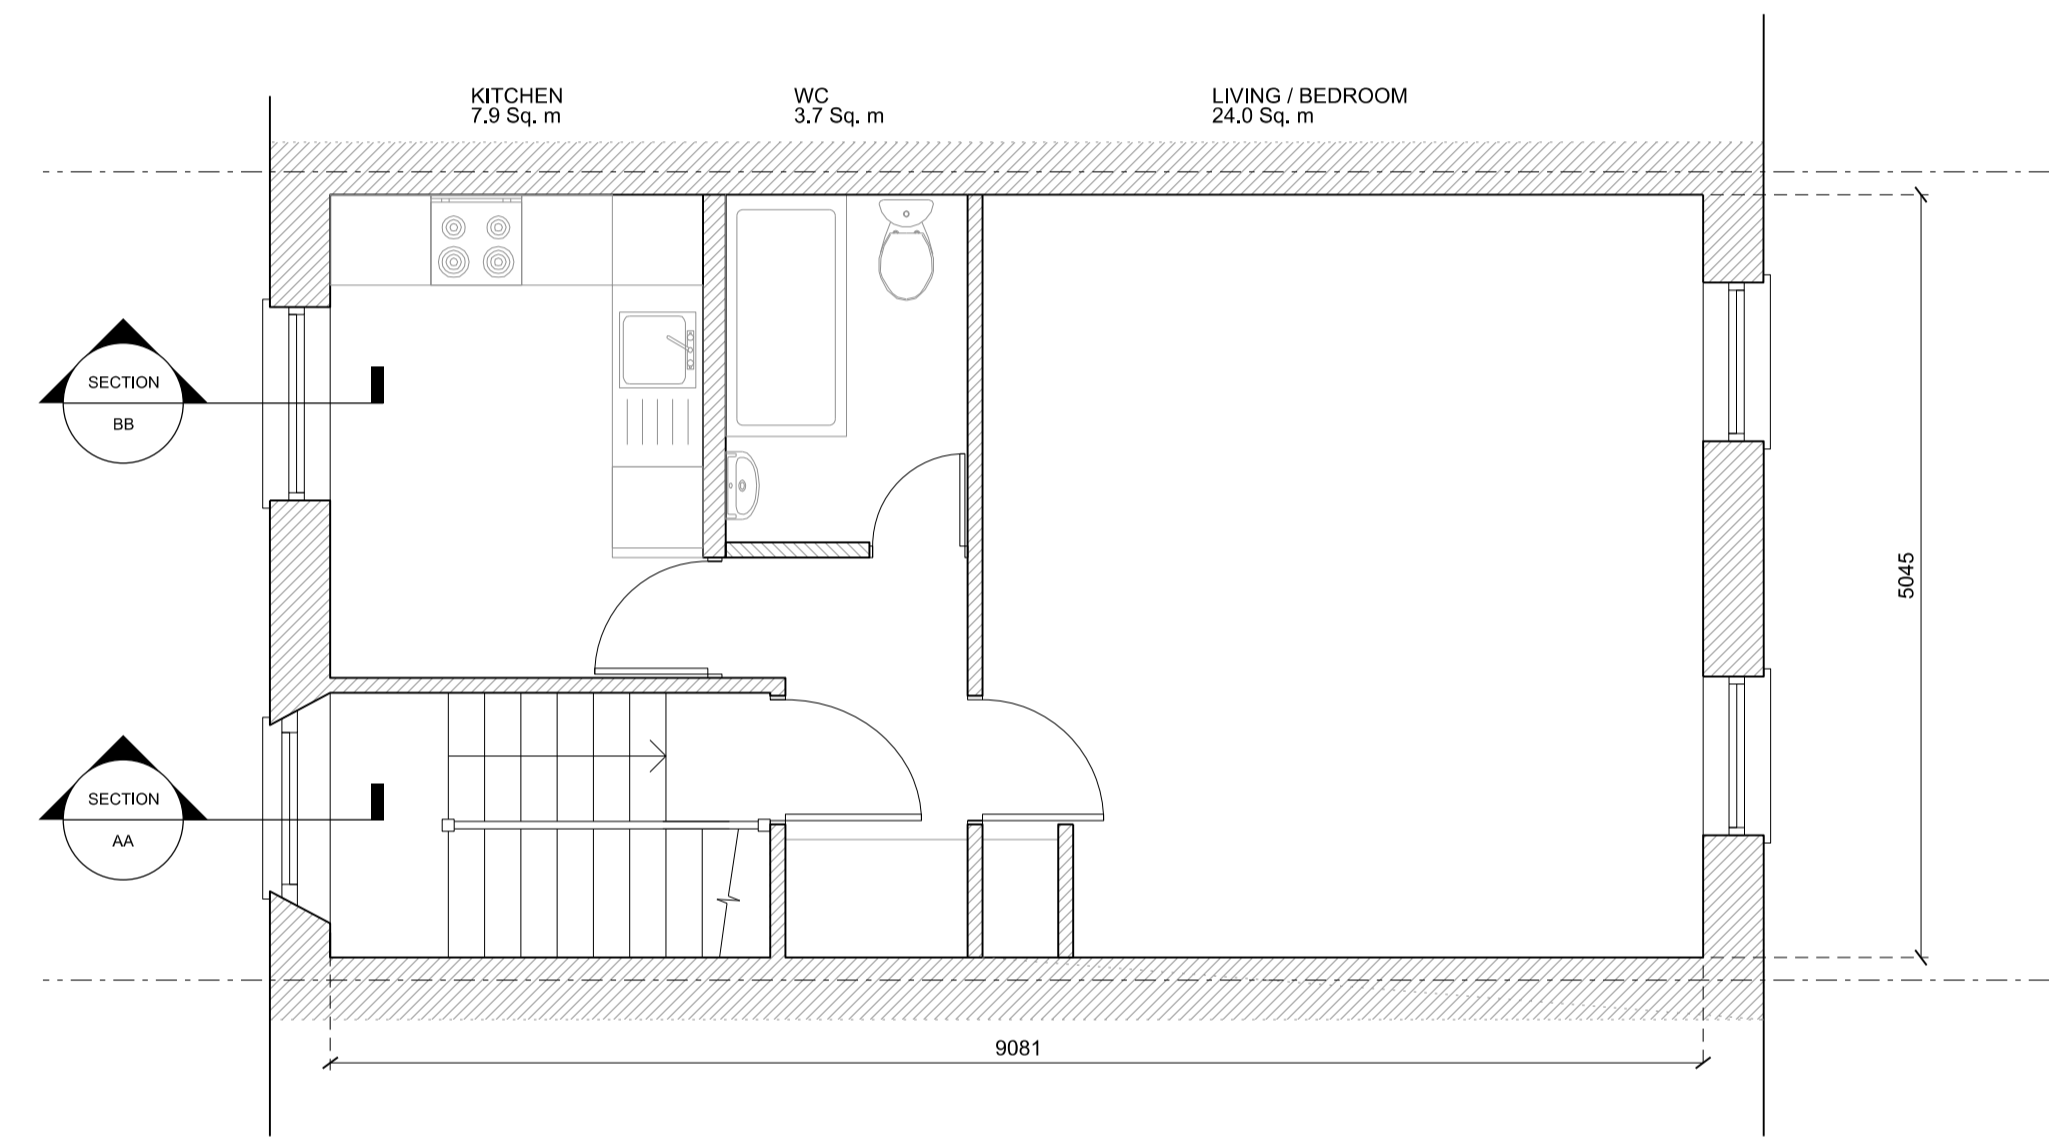 KITCHEN
7.9 Sq. m
WC
3.7 Sq. m
LIVING / BEDROOM
24.0 Sq. m
SECTION
BB
5045
SECTION
AA
9081